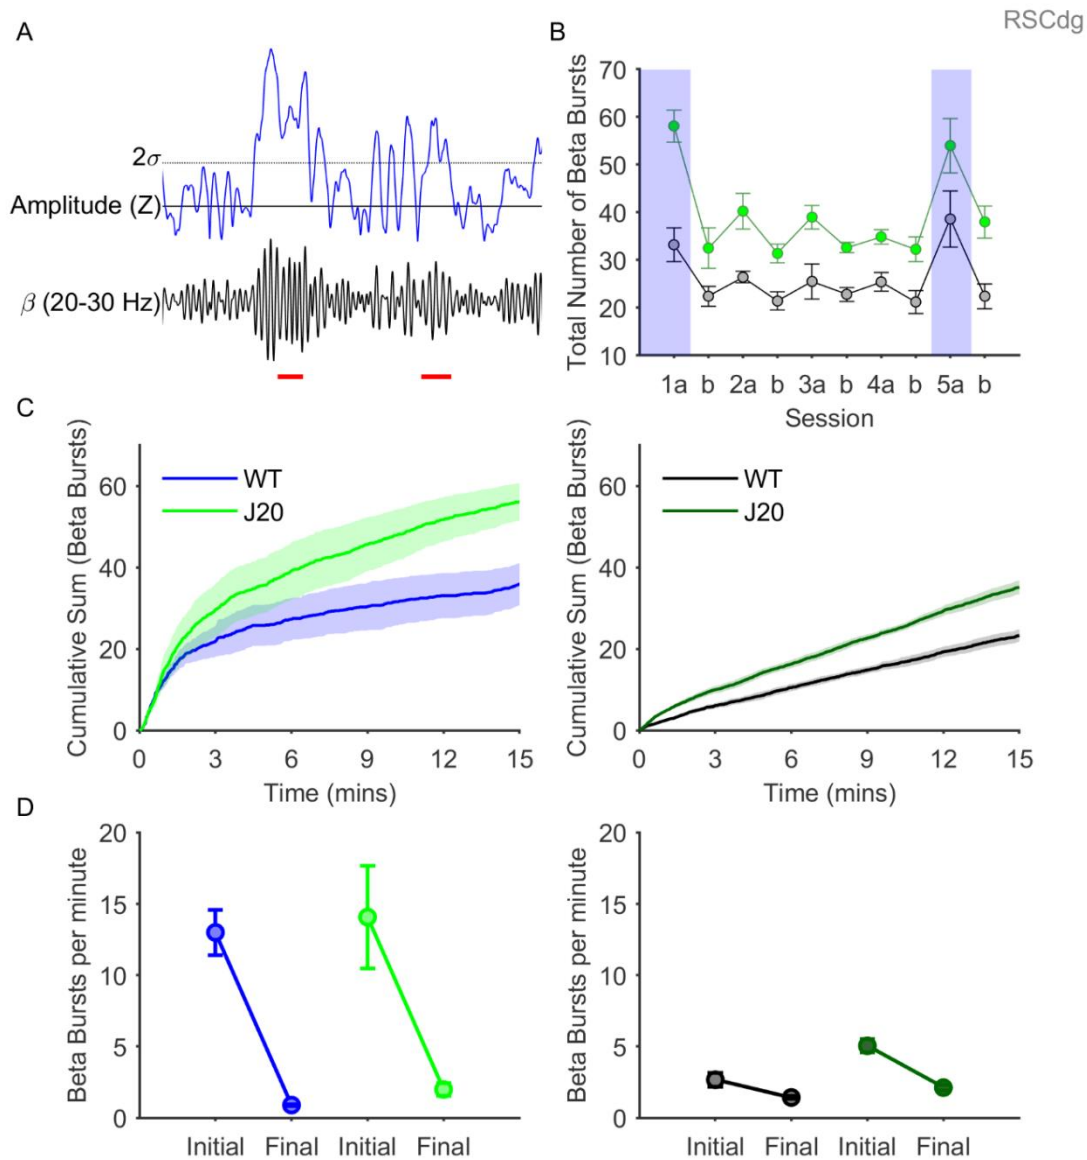 RSCdg
A
2σ
Amplitude (Z)
β (20-30 Hz)
B
Total Number of Beta Bursts
70
60
50
40
30
20
10
1a b 2a b 3a b 4a b 5a b
Session
C
Cumulative Sum (Beta Bursts)
60
40
20
0
WT
J20
0 3 6 9 12 15
Time (mins)
Cumulative Sum (Beta Bursts)
60
40
20
0
WT
J20
0 3 6 9 12 15
Time (mins)
D
Beta Bursts per minute
20
15
10
5
0
Initial Final Initial Final
Beta Bursts per minute
20
15
10
5
0
Initial Final Initial Final